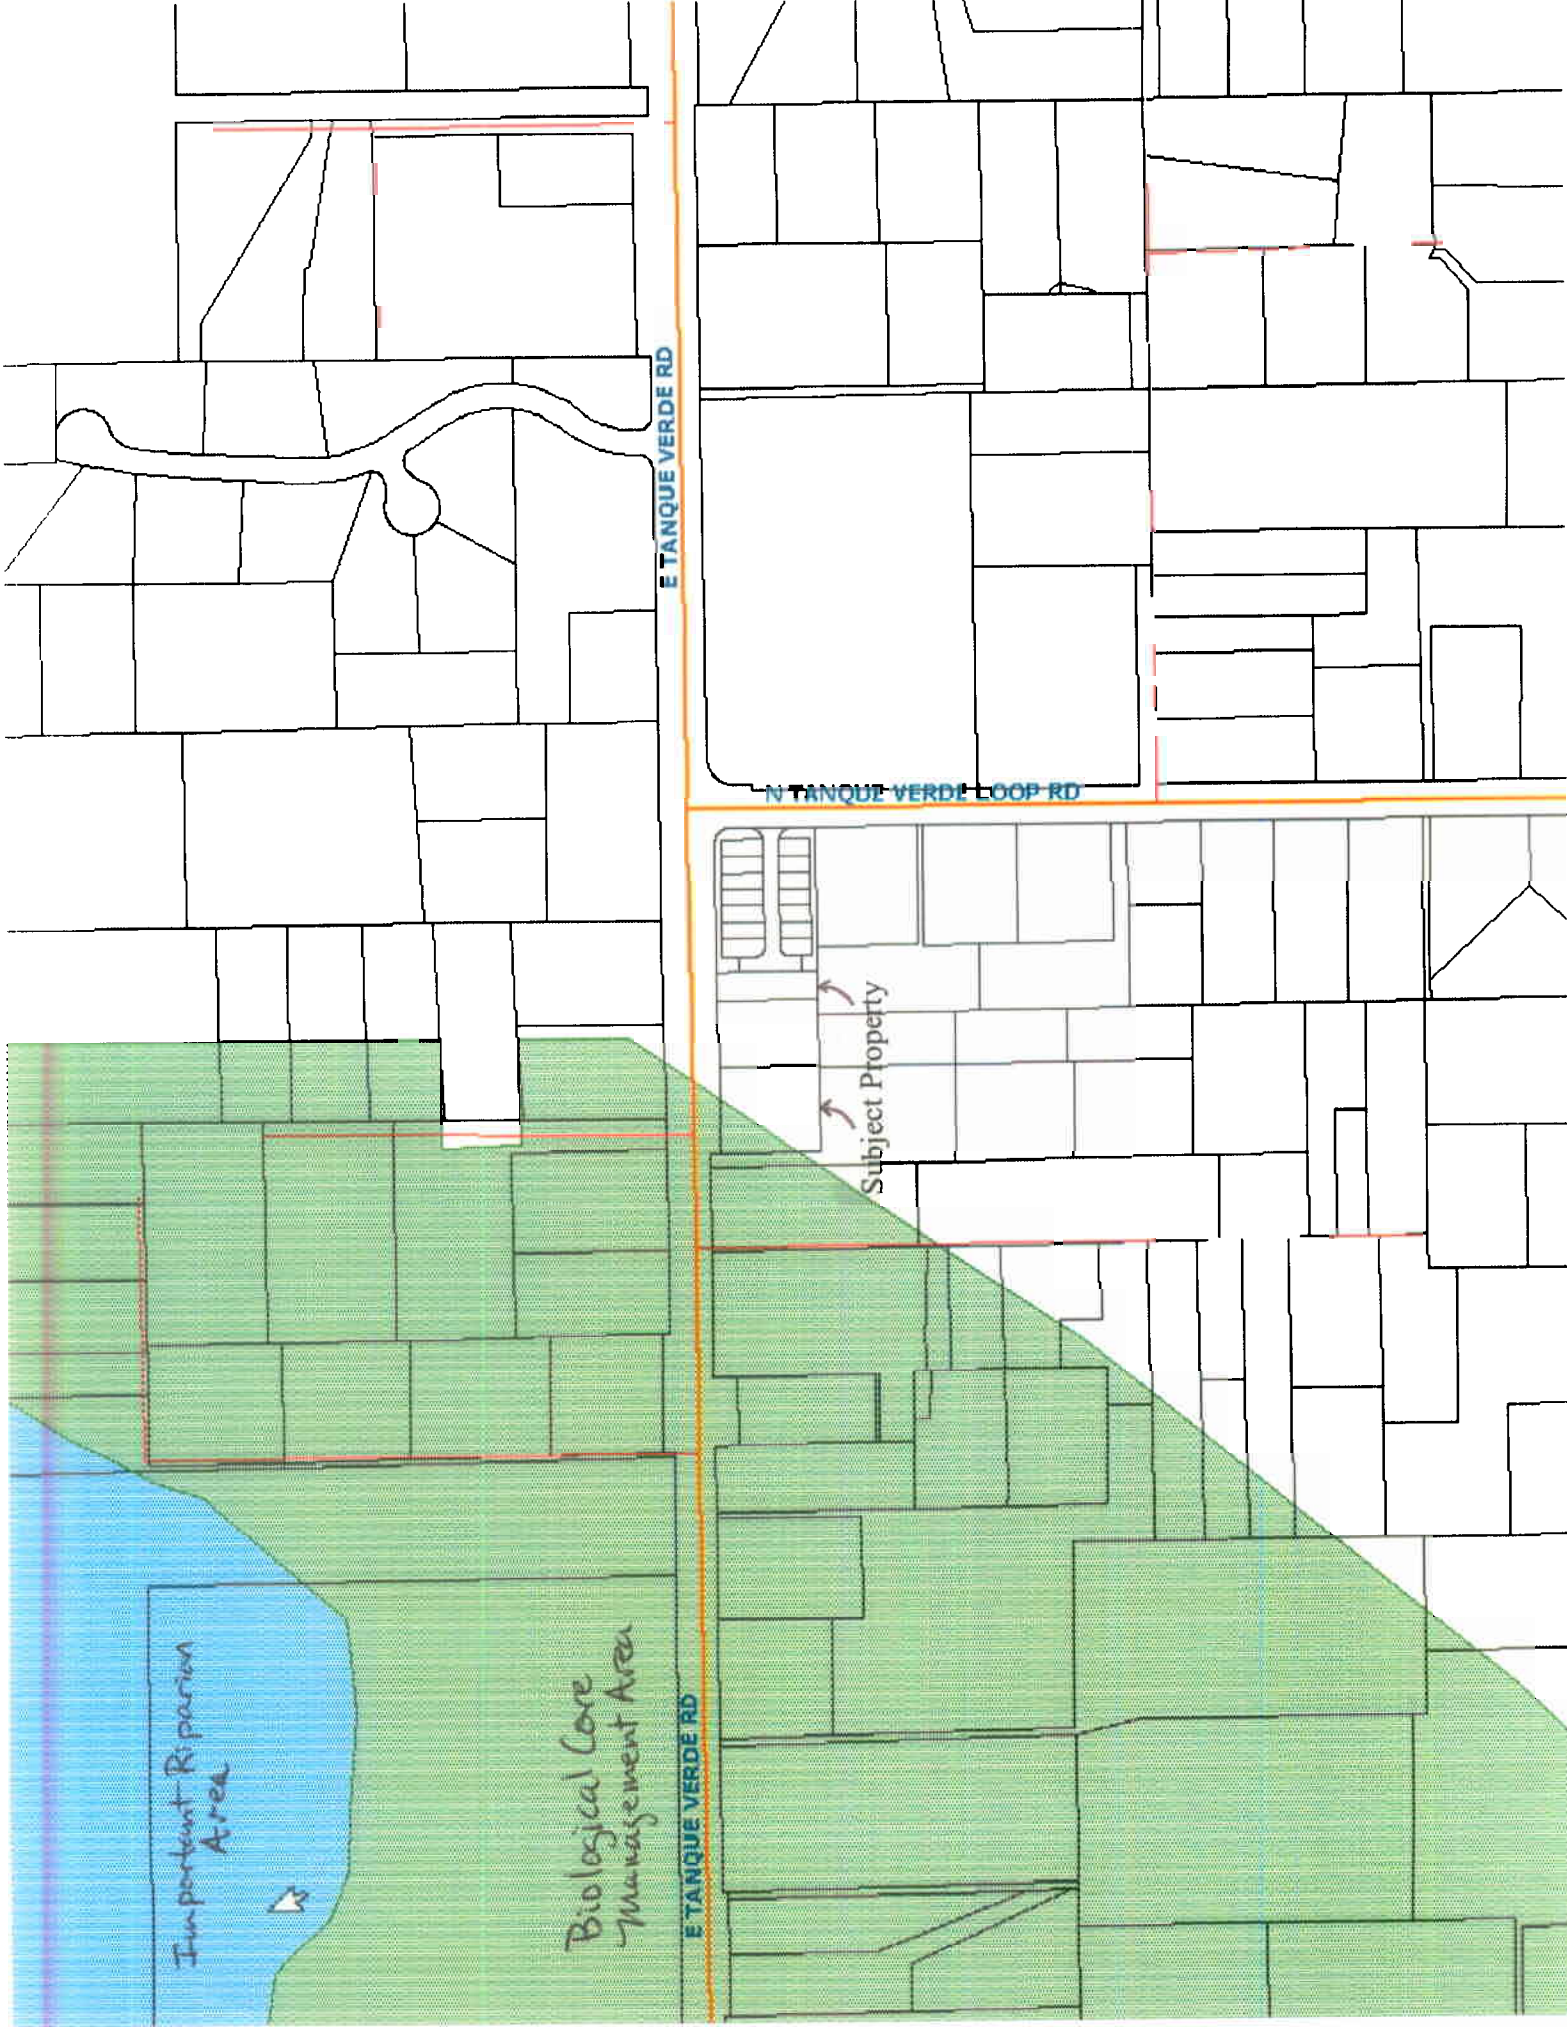 E TANQUE VERDE RD
N TANQUE VERDE LOOP RD
Subject Property
Important Riparian
Area
Biological Core
Management Area
E TANQUE VERDE RD